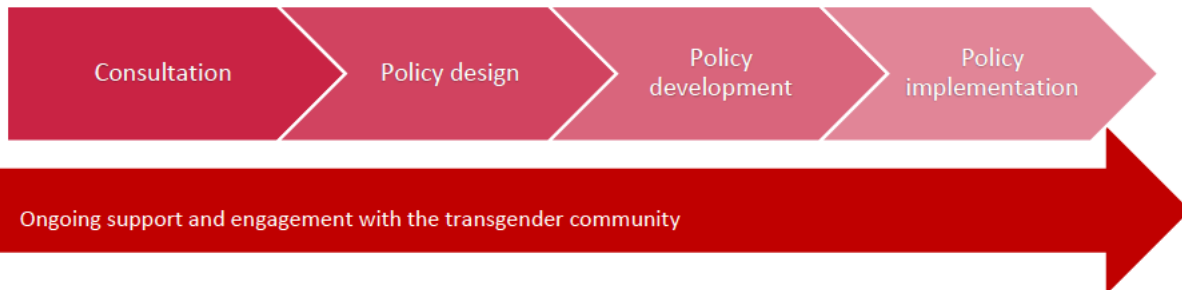 Consultation
Policy design
Policy
development
Policy
implementation
Ongoing support and engagement with the transgender community